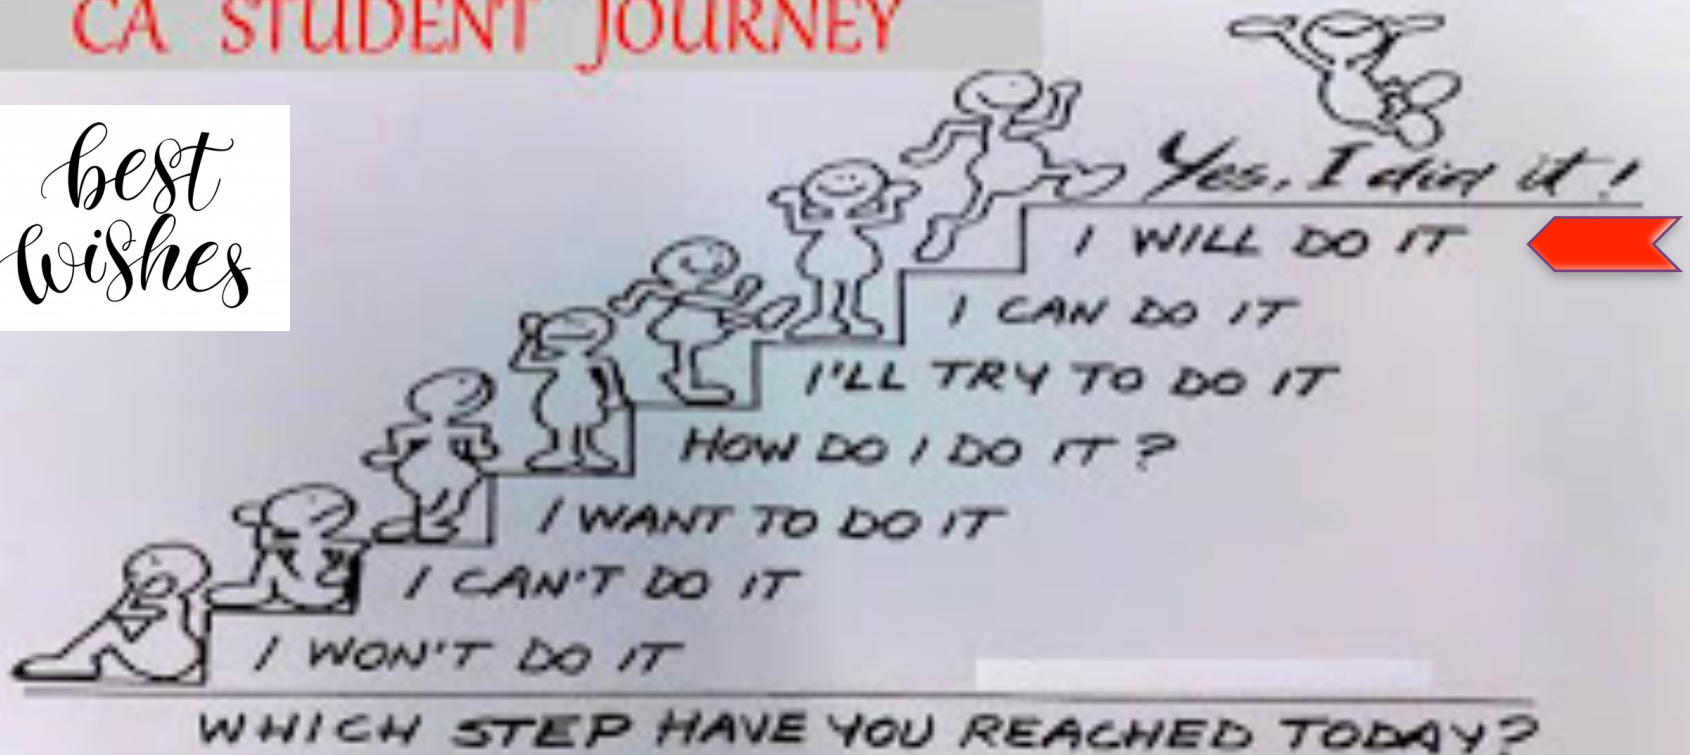 CA STUDENT JOURNEY
best
wishes
Yes, I did it!
I WILL DO IT
I CAN DO IT
I'LL TRY TO DO IT
HOW DO I DO IT?
I WANT TO DO IT
I CAN'T DO IT
I WON'T DO IT
WHICH STEP HAVE YOU REACHED TODAY?